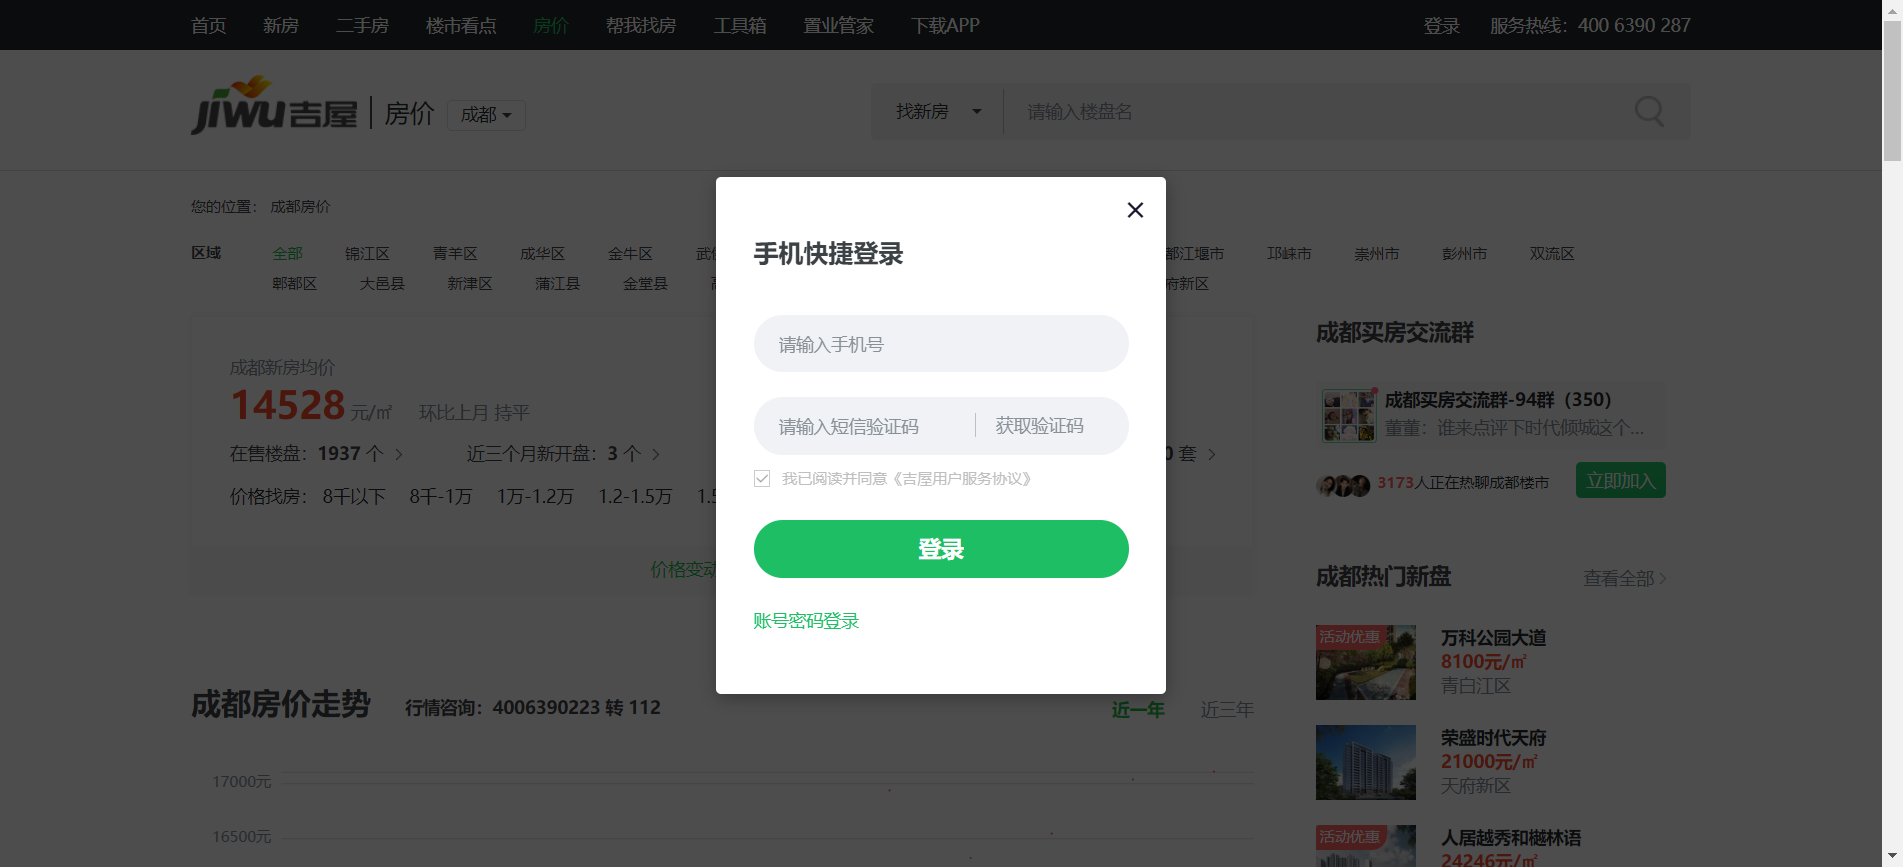 首页 新房 二手房 楼市看点 房价 帮我找房 工具箱 置业管家 下载APP 登录 服务热线：400 6390 287
jiwu吉屋 房价 成都 找新房 请输入楼盘名
您的位置： 成都房价
区域 全部 锦江区 青羊区 成华区 金牛区 都江堰市 邛崃市 崇州市 彭州市 双流区
郫都区 大邑县 新津区 蒲江县 金堂县 府新区
成都新房均价
14528 元/㎡ 环比上月 持平
在售楼盘：1937 个 近三个月新开盘：3 个 0 套
价格找房： 8千以下 8千-1万 1万-1.2万 1.2-1.5万
价格变动
手机快捷登录
请输入手机号
请输入短信验证码 获取验证码
我已阅读并同意《吉屋用户服务协议》
登录
账号密码登录
成都买房交流群
成都买房交流群-94群（350）
董董：谁来点评下时代倾城这个...
3173人正在热聊成都楼市 立即加入
成都热门新盘 查看全部
活动优惠 万科公园大道
8100元/㎡
青白江区
荣盛时代天府
21000元/㎡
天府新区
活动优惠 人居越秀和樾林语
24246元/㎡
成都房价走势 行情咨询：4006390223 转 112 近一年 近三年
17000元
16500元